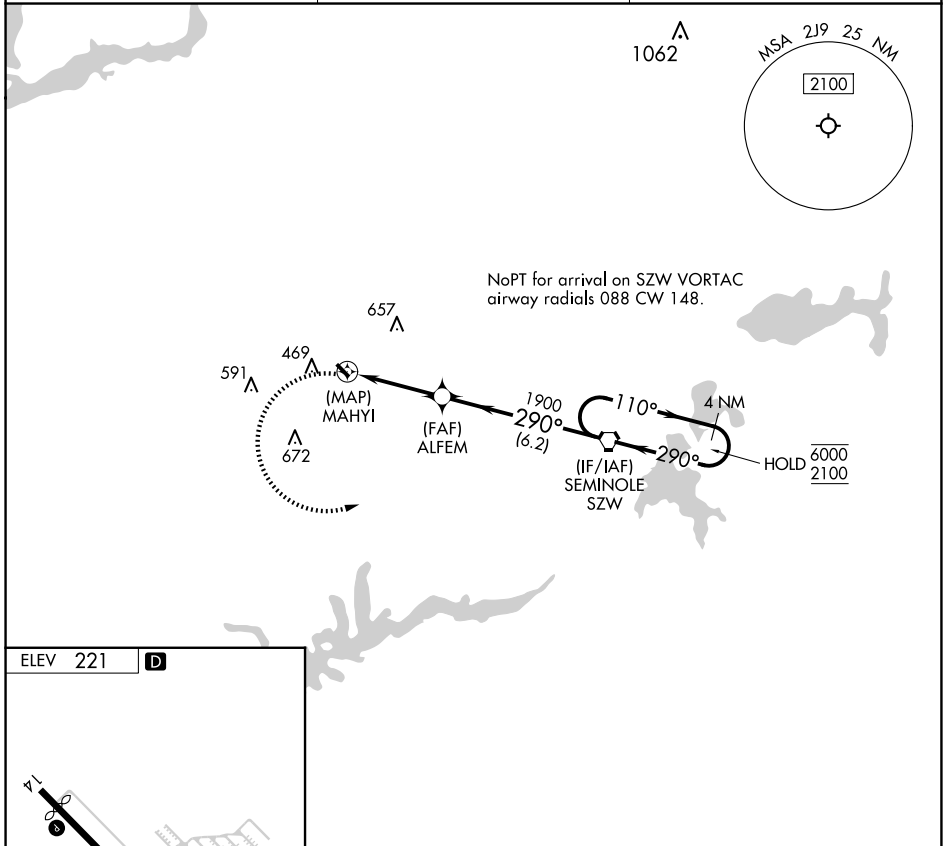 1062
MSA 2J9 25 NM
2100
NoPT for arrival on SZW VORTAC
airway radials 088 CW 148.
657
469
591
(MAP)
MAHYI
672
(FAF)
ALFEM
1900
290°
(6.2)
110°
4 NM
290°
(IF/IAF)
SEMINOLE
SZW
HOLD 6000
2100
ELEV 221 D
14
P